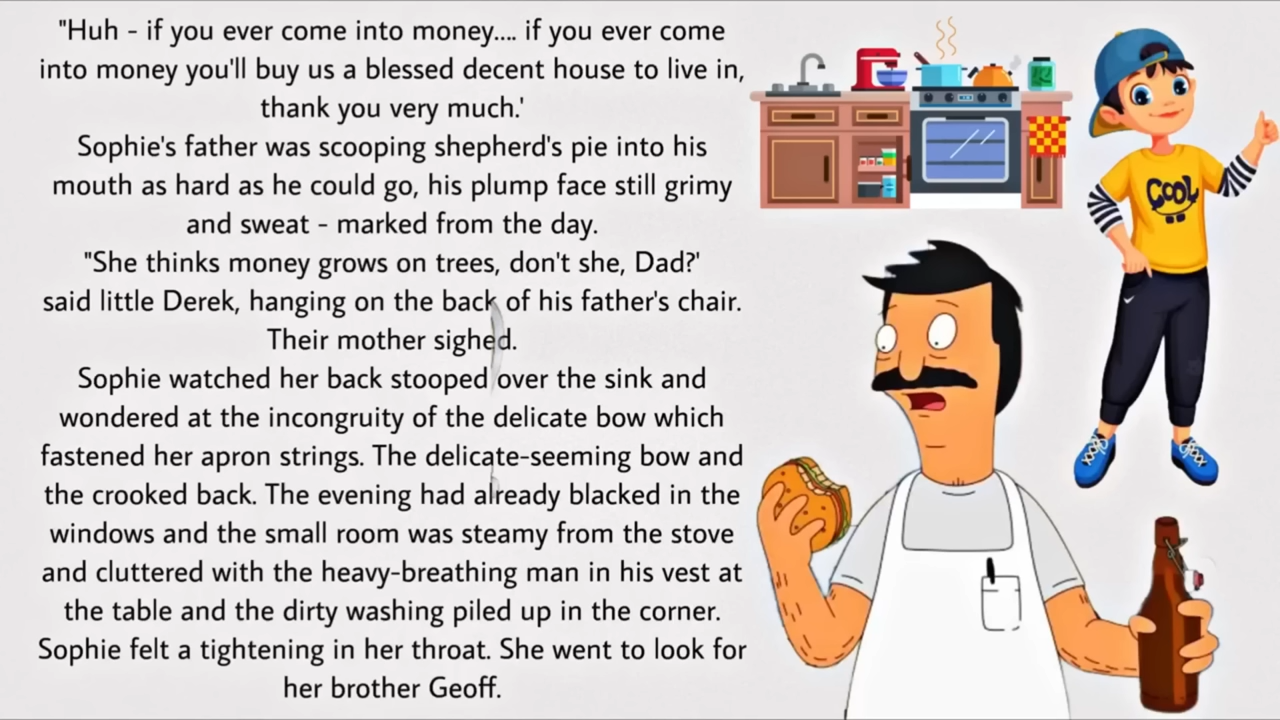 "Huh - if you ever come into money.... if you ever come
into money you'll buy us a blessed decent house to live in,
thank you very much.'
Sophie's father was scooping shepherd's pie into his
mouth as hard as he could go, his plump face still grimy
and sweat - marked from the day.
"She thinks money grows on trees, don't she, Dad?'
said little Derek, hanging on the back of his father's chair.
Their mother sighed.
Sophie watched her back stooped over the sink and
wondered at the incongruity of the delicate bow which
fastened her apron strings. The delicate-seeming bow and
the crooked back. The evening had already blacked in the
windows and the small room was steamy from the stove
and cluttered with the heavy-breathing man in his vest at
the table and the dirty washing piled up in the corner.
Sophie felt a tightening in her throat. She went to look for
her brother Geoff.
COOL